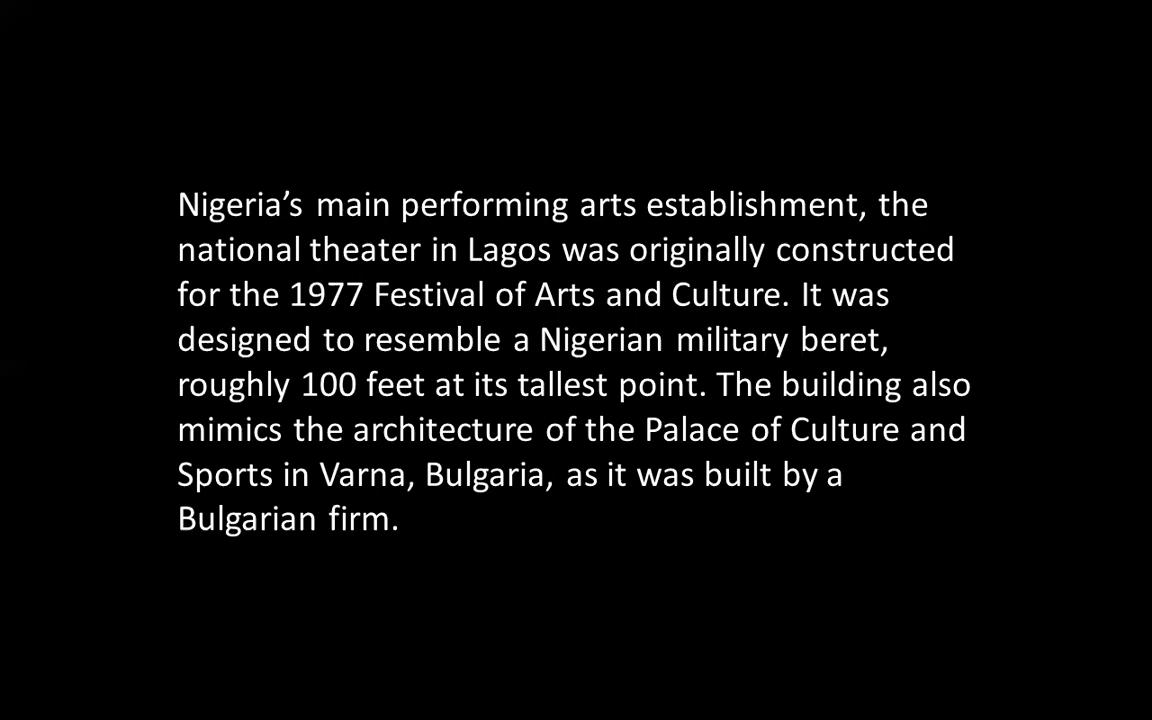 Nigeria’s main performing arts establishment, the
national theater in Lagos was originally constructed
for the 1977 Festival of Arts and Culture. It was
designed to resemble a Nigerian military beret,
roughly 100 feet at its tallest point. The building also
mimics the architecture of the Palace of Culture and
Sports in Varna, Bulgaria, as it was built by a
Bulgarian firm.